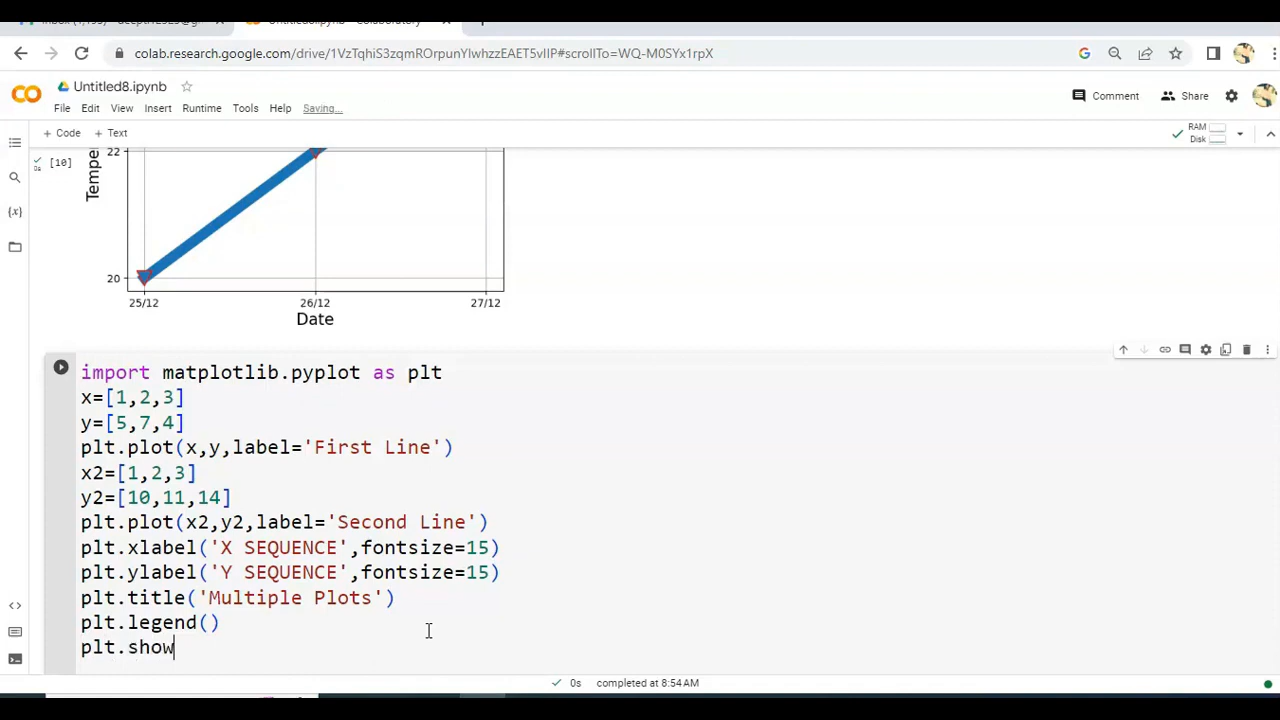 colab.research.google.com/drive/1VzTqhiS3zqmROrpunYlwhzzEAET5vIIP#scrollTo=WQ-M0SYx1rpX
Untitled8.ipynb
Comment
Share
File Edit View Insert Runtime Tools Help Saving...
+ Code + Text
RAM
Disk
[10]
0s
22
Temper
20
25/12 26/12 27/12
Date
import matplotlib.pyplot as plt
x=[1,2,3]
y=[5,7,4]
plt.plot(x,y,label='First Line')
x2=[1,2,3]
y2=[10,11,14]
plt.plot(x2,y2,label='Second Line')
plt.xlabel('X SEQUENCE',fontsize=15)
plt.ylabel('Y SEQUENCE',fontsize=15)
plt.title('Multiple Plots')
plt.legend()
plt.show
0s completed at 8:54AM